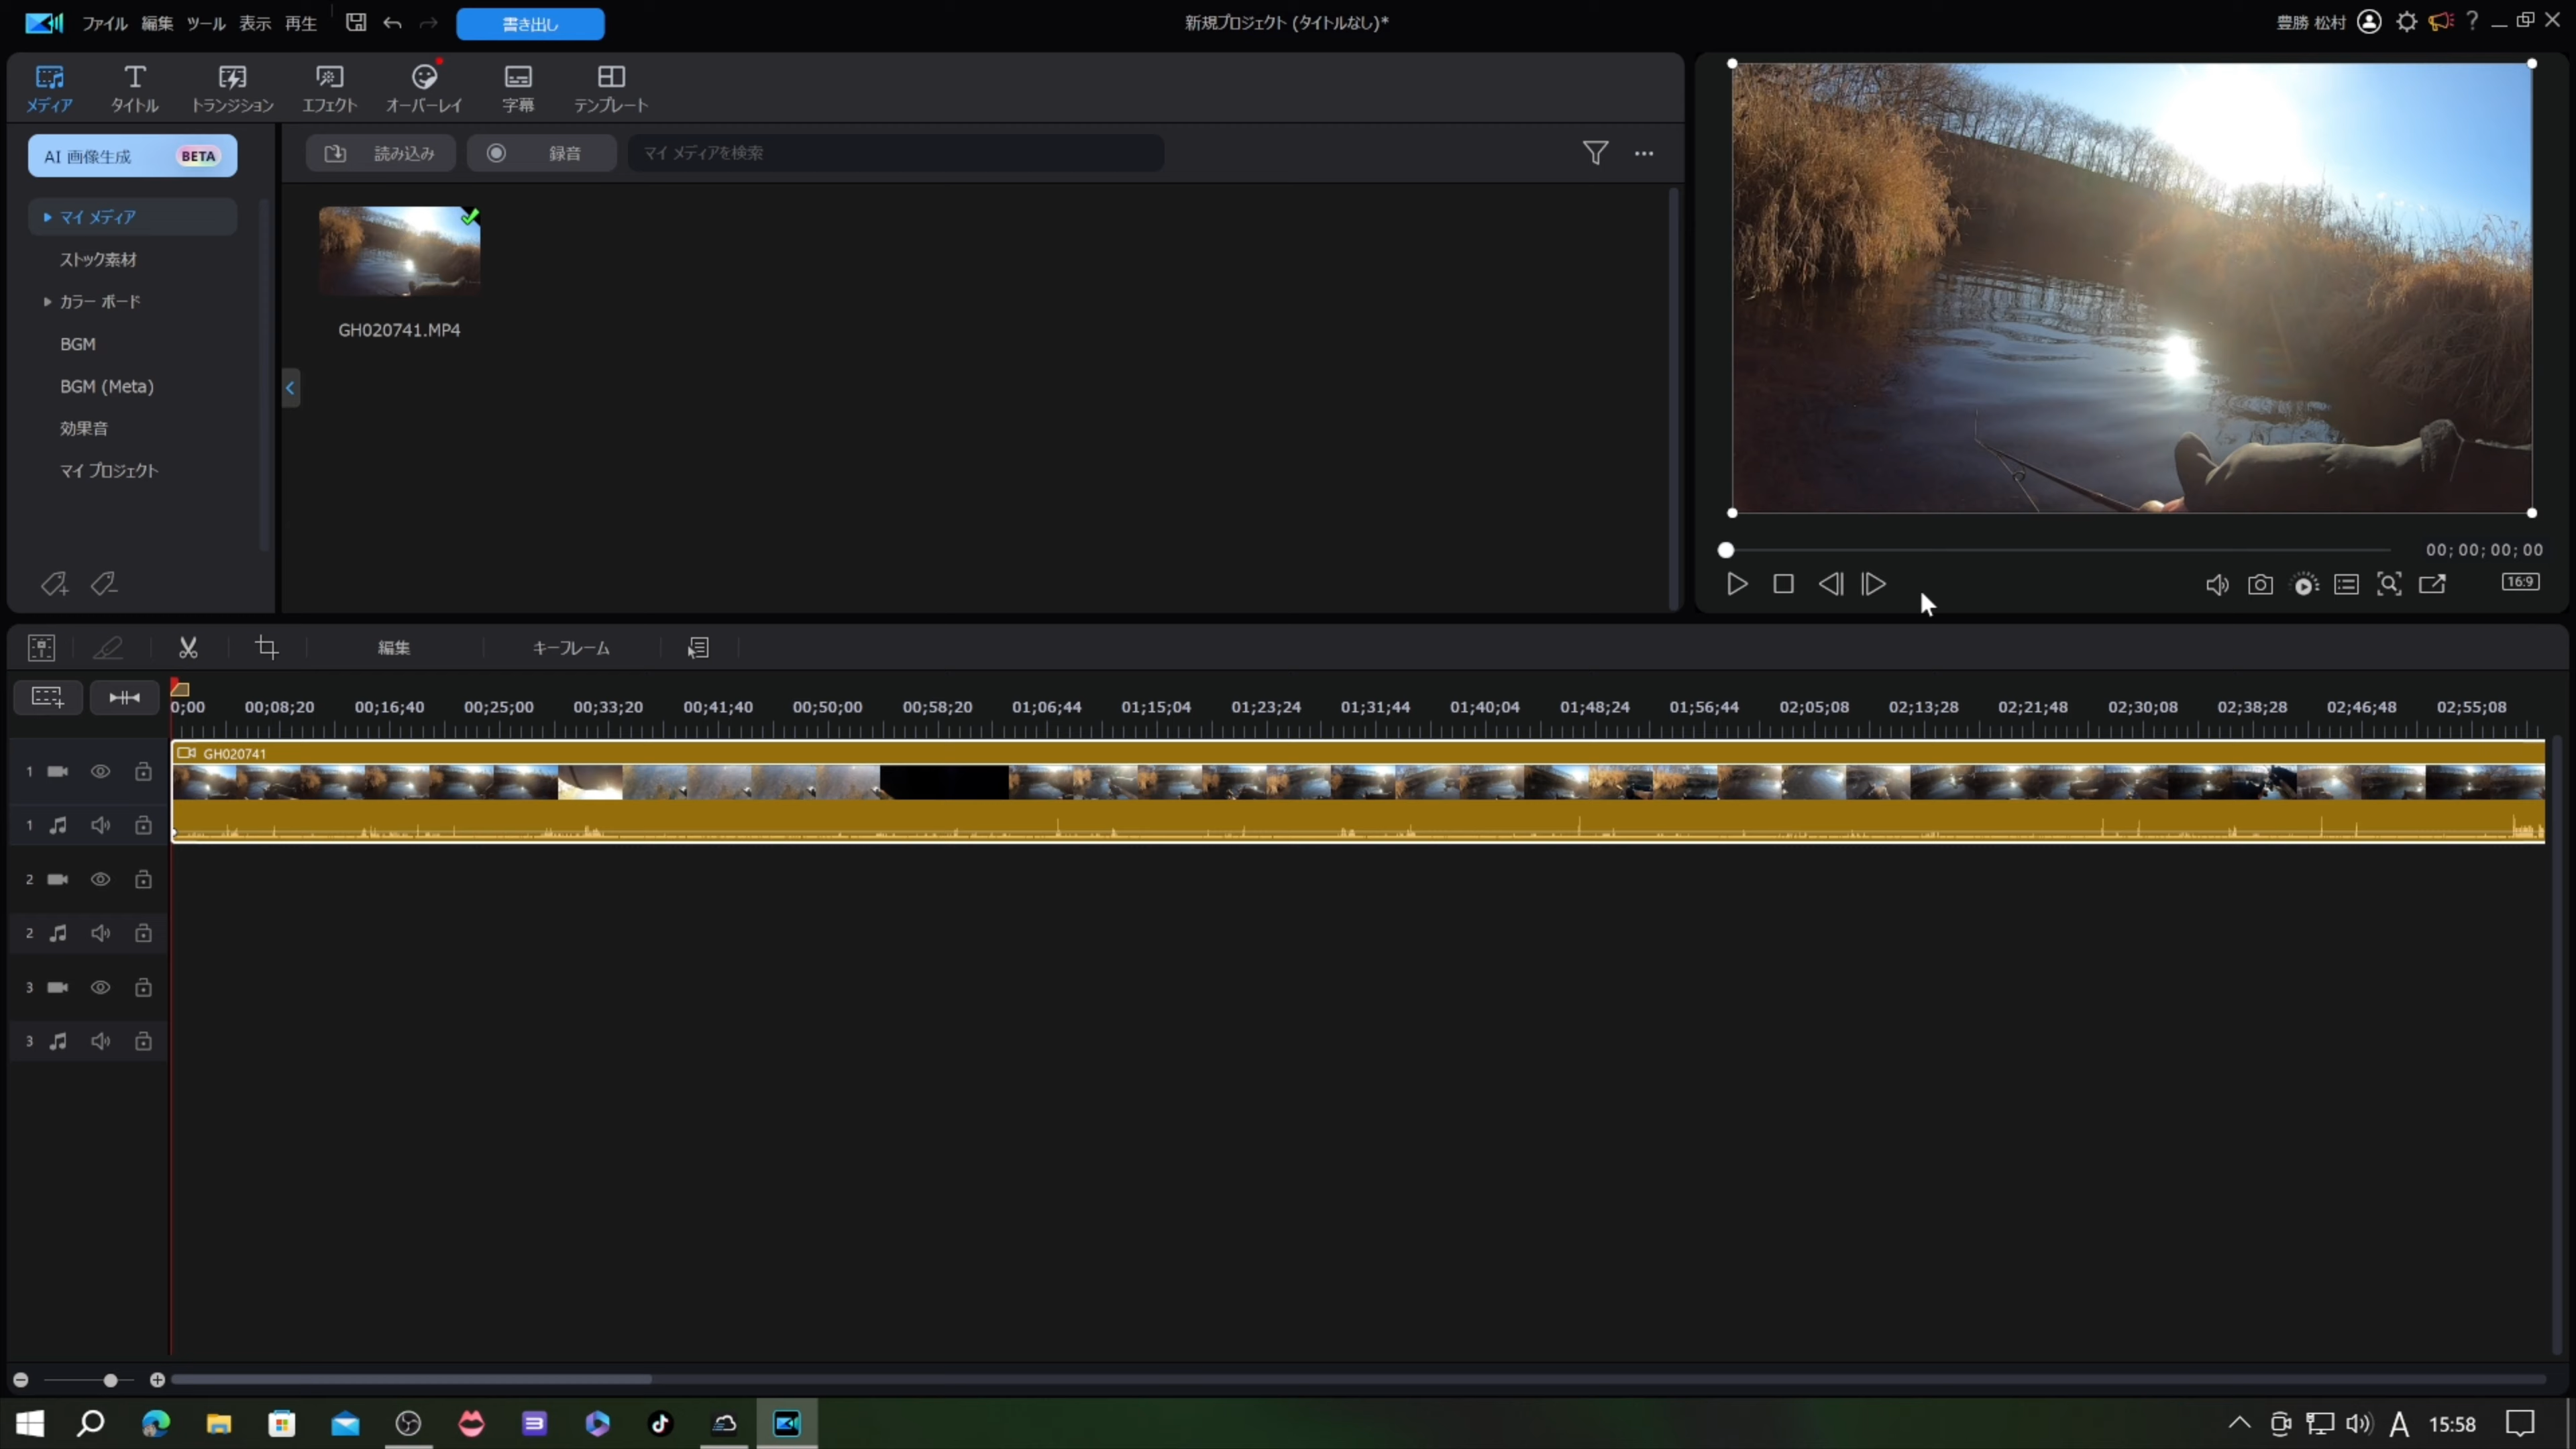 ファイル 編集 ツール 表示 再生 書き出し 新規プロジェクト (タイトルなし)* 豊勝 松村 ?
メディア タイトル トランジション エフェクト オーバーレイ 字幕 テンプレート
AI 画像生成 BETA 読み込み 録音 マイ メディアを検索
マイ メディア
ストック素材
カラー ボード
BGM
BGM (Meta)
効果音
マイ プロジェクト
GH020741.MP4
00;00;00;00
16:9
編集 キーフレーム
0;00 00;08;20 00;16;40 00;25;00 00;33;20 00;41;40 00;50;00 00;58;20 01;06;44 01;15;04 01;23;24 01;31;44 01;40;04 01;48;24 01;56;44 02;05;08 02;13;28 02;21;48 02;30;08 02;38;28 02;46;48 02;55;08
GH020741
1
1
2
2
3
3
A 15:58